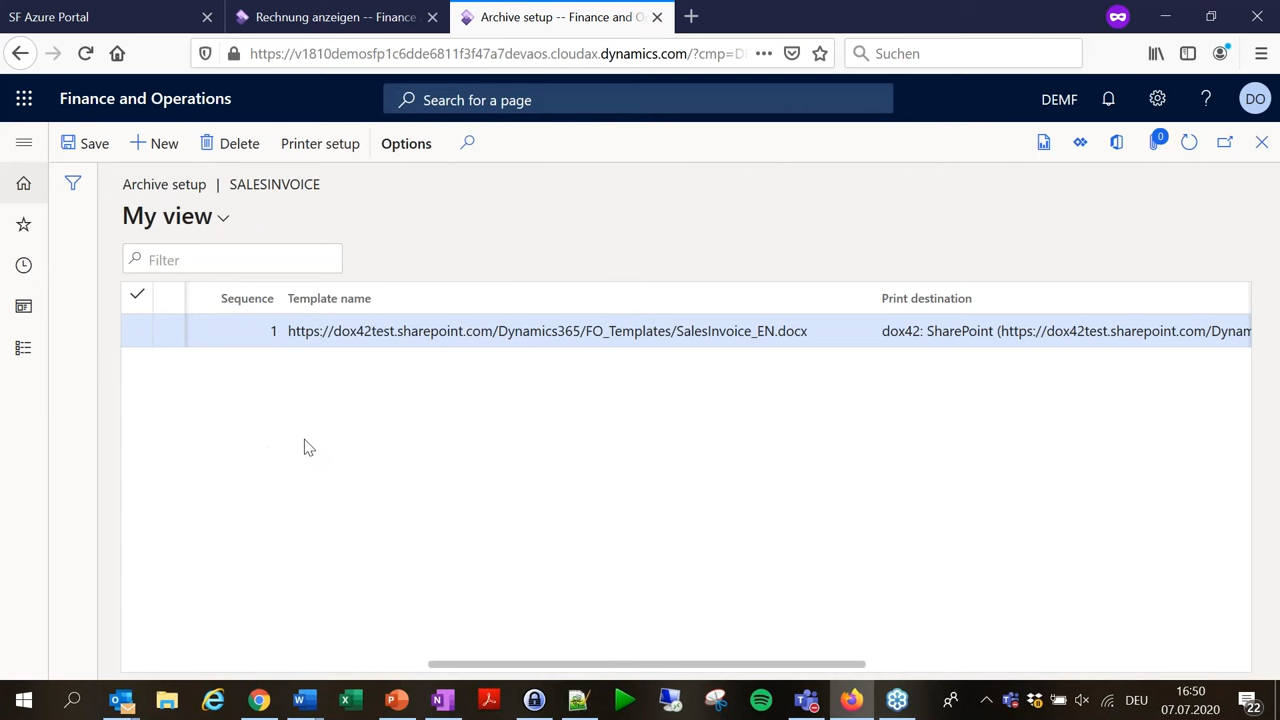 SF Azure Portal
Rechnung anzeigen -- Finance
Archive setup -- Finance and O
https://v1810demosfp1c6dde6811f3f47a7devaos.cloudax.dynamics.com/?cmp=D
Suchen
Finance and Operations
Search for a page
DEMF
DO
Save
New
Delete
Printer setup
Options
0
Archive setup | SALESINVOICE
My view
Filter
Sequence Template name Print destination
1 https://dox42test.sharepoint.com/Dynamics365/FO_Templates/SalesInvoice_EN.docx dox42: SharePoint (https://dox42test.sharepoint.com/Dynam
DEU
16:50
07.07.2020
22